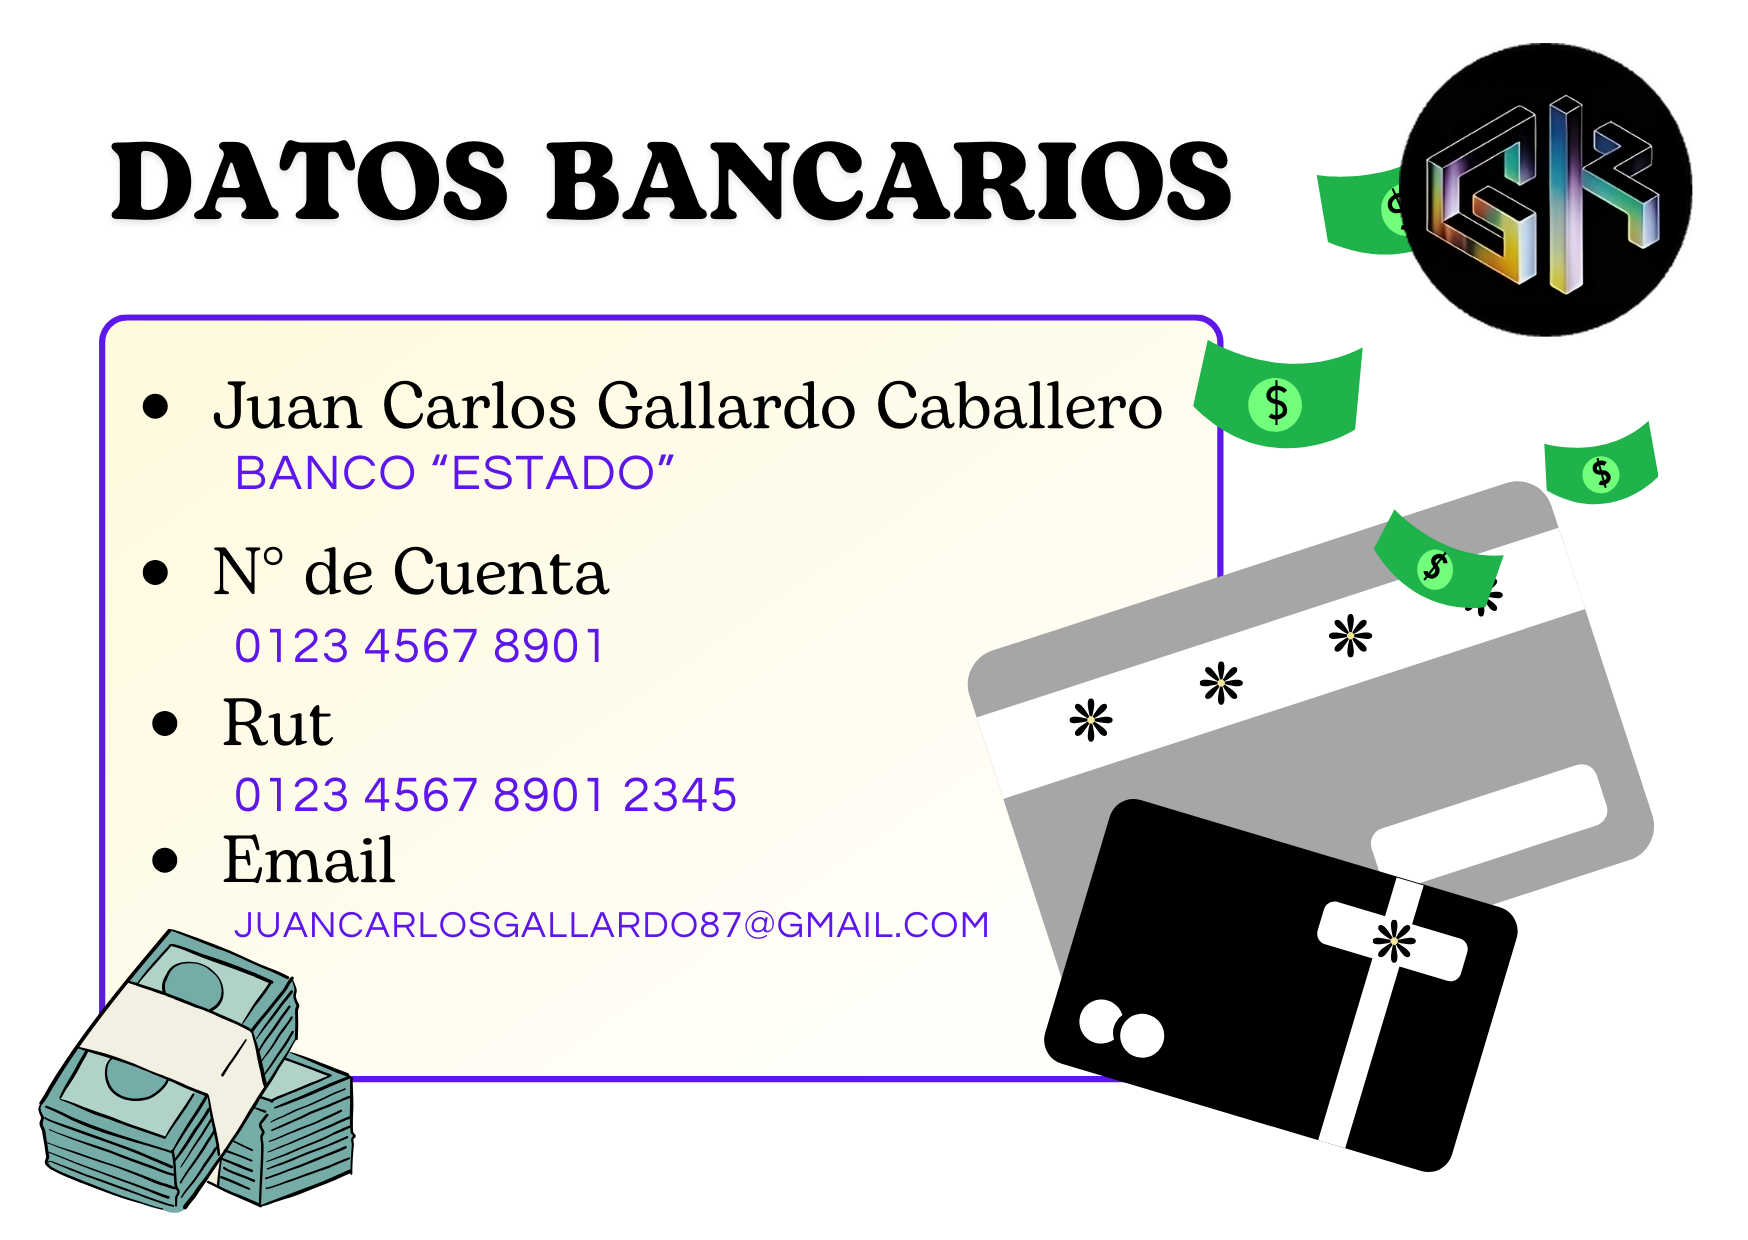 DATOS BANCARIOS
GK
• Juan Carlos Gallardo Caballero
BANCO “ESTADO”
• N° de Cuenta
0123 4567 8901
• Rut
0123 4567 8901 2345
• Email
JUANCARLOSGALLARDO87@GMAIL.COM
$
$
$
$